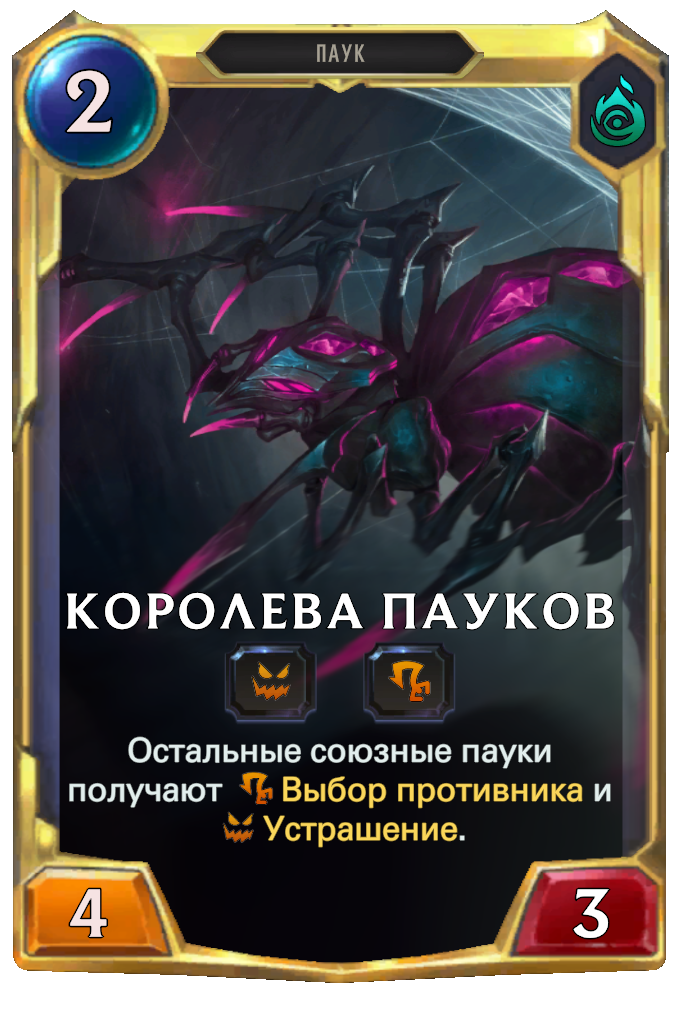 ПАУК
2
КОРОЛЕВА ПАУКОВ
Остальные союзные пауки
получают Выбор противника и
Устрашение.
4
3